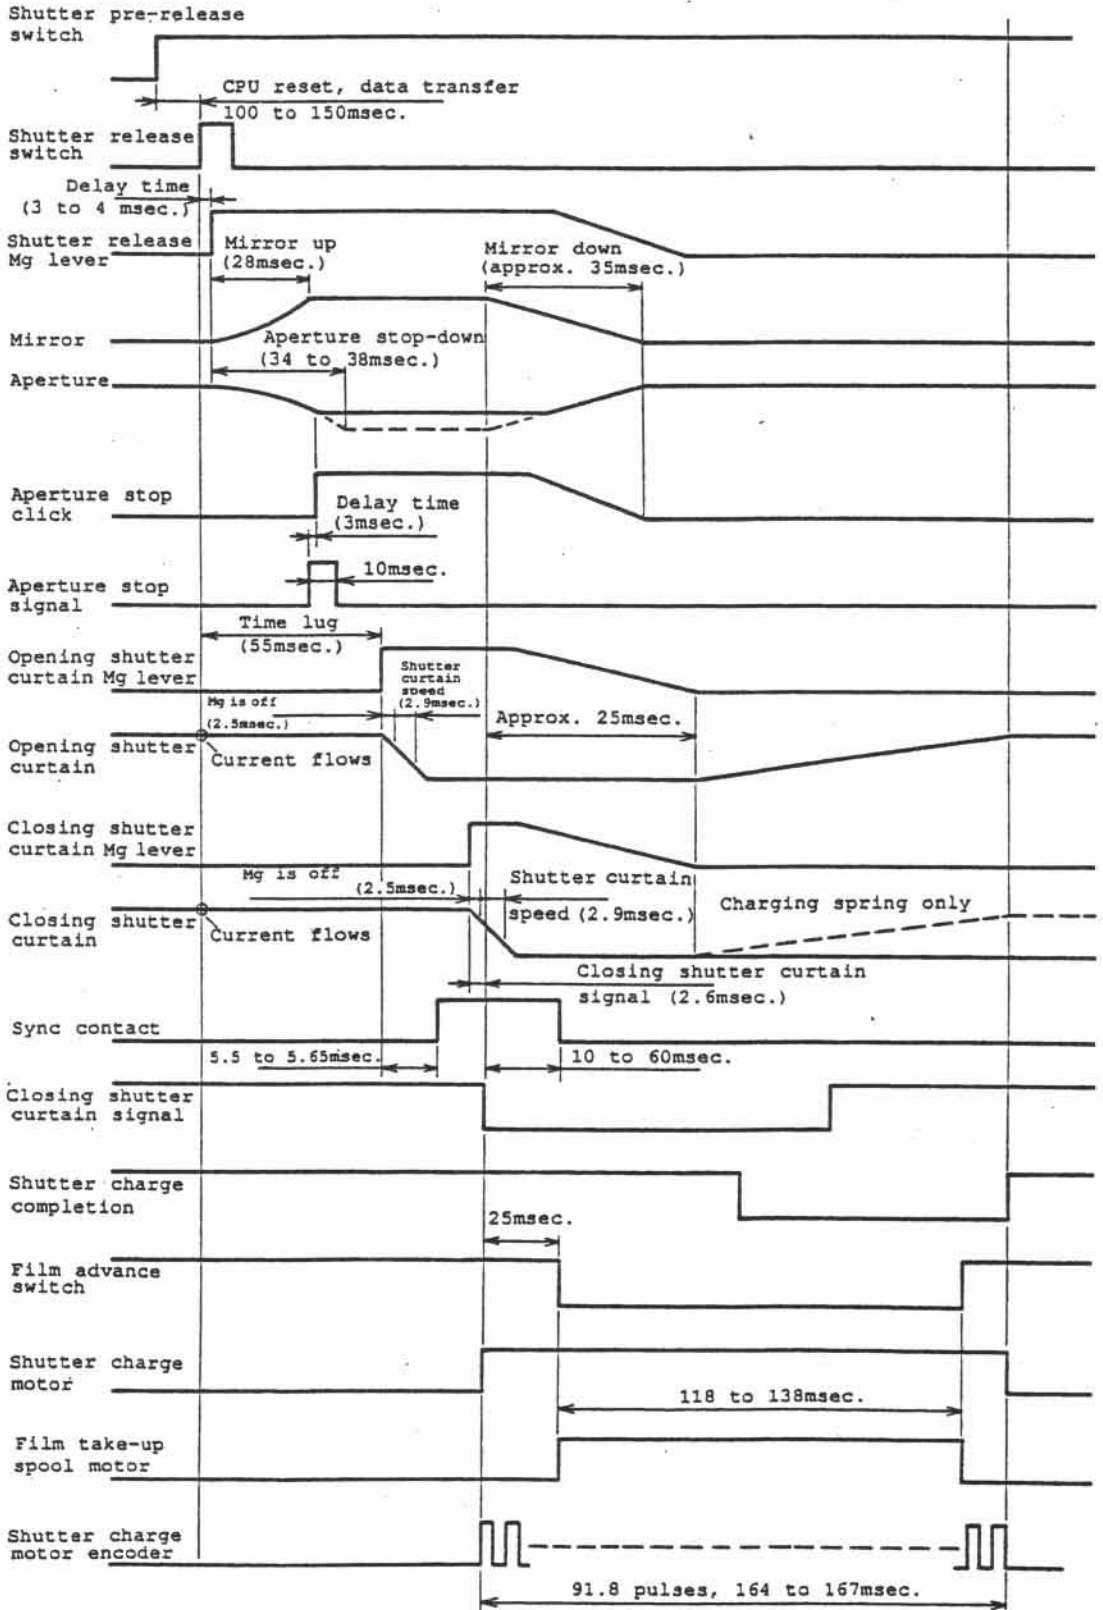 Shutter pre-release
switch
CPU reset, data transfer
100 to 150msec.
Shutter release
switch
Delay time
(3 to 4 msec.)
Shutter release
Mg lever
Mirror up
(28msec.)
Mirror down
(approx. 35msec.)
Mirror
Aperture stop-down
(34 to 38msec.)
Aperture
Aperture stop
click
Delay time
(3msec.)
Aperture stop
signal
10msec.
Time lug
(55msec.)
Opening shutter
curtain Mg lever
Shutter
curtain
speed
(2.9msec.)
Mg is off
(2.5msec.)
Approx. 25msec.
Opening shutter
curtain
Current flows
Closing shutter
curtain Mg lever
Mg is off
(2.5msec.)
Shutter curtain
speed (2.9msec.)
Charging spring only
Closing shutter
curtain
Current flows
Closing shutter curtain
signal (2.6msec.)
Sync contact
5.5 to 5.65msec.
10 to 60msec.
Closing shutter
curtain signal
Shutter charge
completion
25msec.
Film advance
switch
Shutter charge
motor
118 to 138msec.
Film take-up
spool motor
Shutter charge
motor encoder
91.8 pulses, 164 to 167msec.